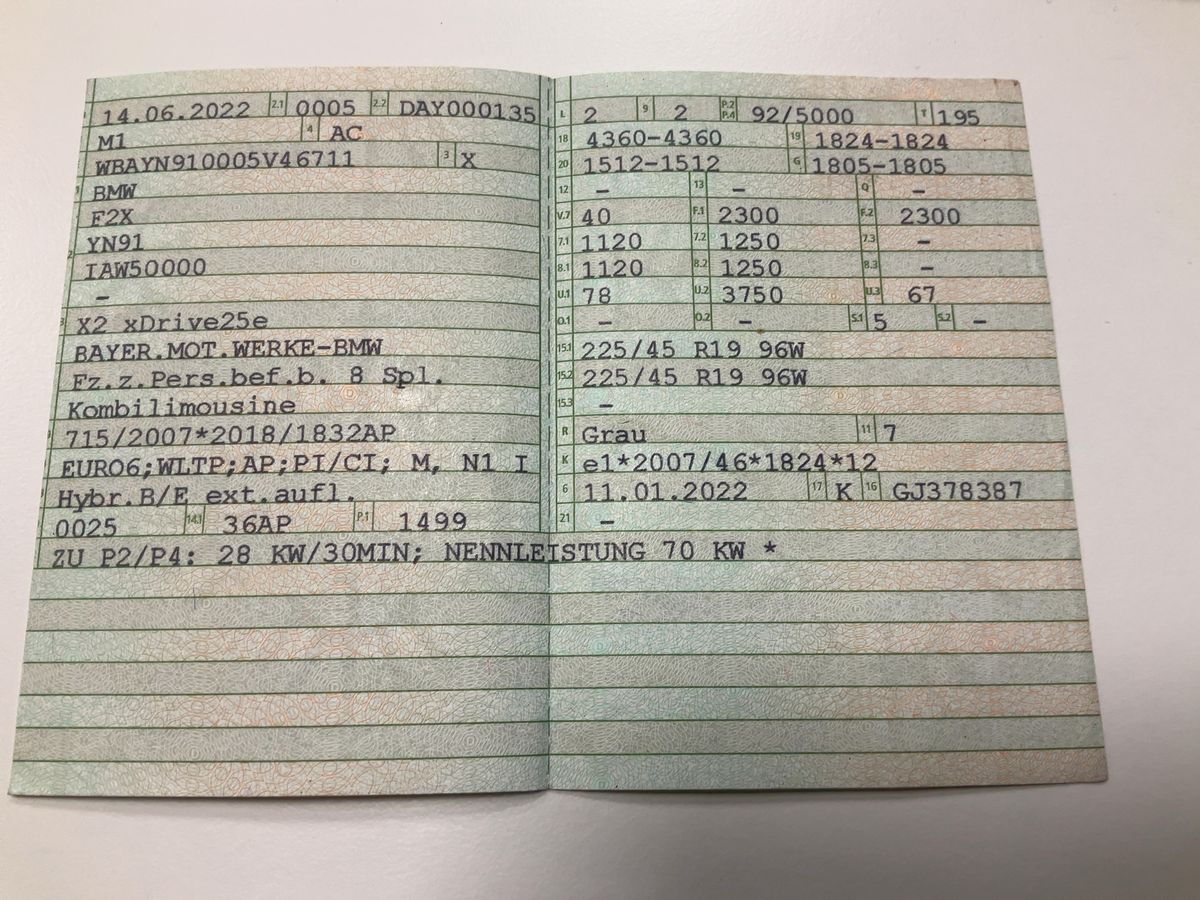 14.06.2022 2.1 0005 2.2 DAY000135
M1 4 AC
WBAYN910005V46711 3 X
BMW
F2X
YN91
IAW50000
–
X2 xDrive25e
BAYER.MOT.WERKE-BMW
Fz.z.Pers.bef.b. 8 Spl.
Kombilimousine
715/2007*2018/1832AP
EURO6;WLTP;AP;PI/CI; M, N1 I
Hybr.B/E ext.aufl.
0025 14.1 36AP P.1 1499
L 2 9 2 P.2 P.4 92/5000 T 195
18 4360-4360 19 1824-1824
20 1512-1512 G 1805-1805
12 – 13 – Q –
V.7 40 F.1 2300 F.2 2300
7.1 1120 7.2 1250 7.3 –
8.1 1120 8.2 1250 8.3 –
U.1 78 U.2 3750 U.3 67
O.1 – O.2 – S.1 5 S.2 –
15.1 225/45 R19 96W
15.2 225/45 R19 96W
15.3 –
R Grau 11 7
K e1*2007/46*1824*12
6 11.01.2022 17 K 16 GJ378387
21 –
ZU P2/P4: 28 KW/30MIN; NENNLEISTUNG 70 KW *